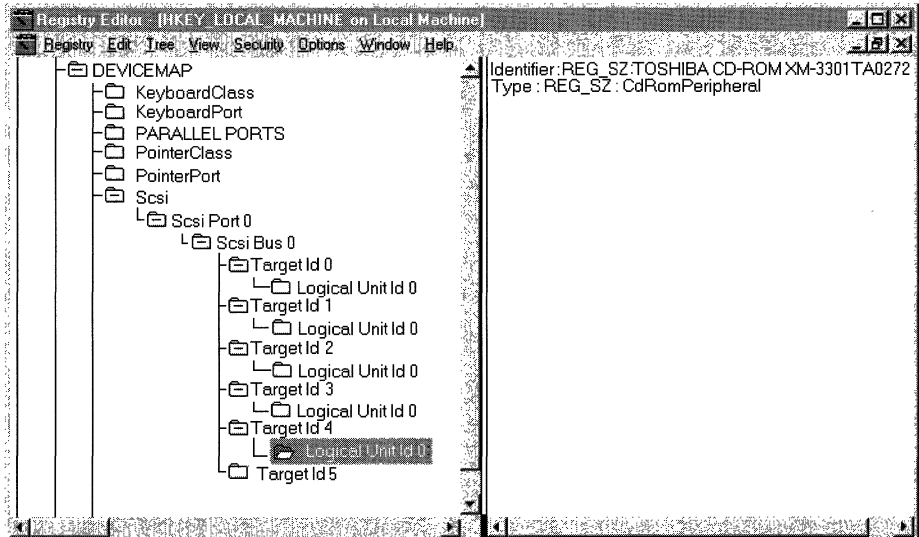 Registry Editor - [HKEY_LOCAL_MACHINE on Local Machine]
Registry Edit Tree View Security Options Window Help
DEVICEMAP
KeyboardClass
KeyboardPort
PARALLEL PORTS
PointerClass
PointerPort
Scsi
Scsi Port 0
Scsi Bus 0
Target Id 0
Logical Unit Id 0
Target Id 1
Logical Unit Id 0
Target Id 2
Logical Unit Id 0
Target Id 3
Logical Unit Id 0
Target Id 4
Logical Unit Id 0
Target Id 5
Identifier:REG_SZ:TOSHIBA CD-ROM XM-3301TA0272
Type : REG_SZ : CdRomPeripheral